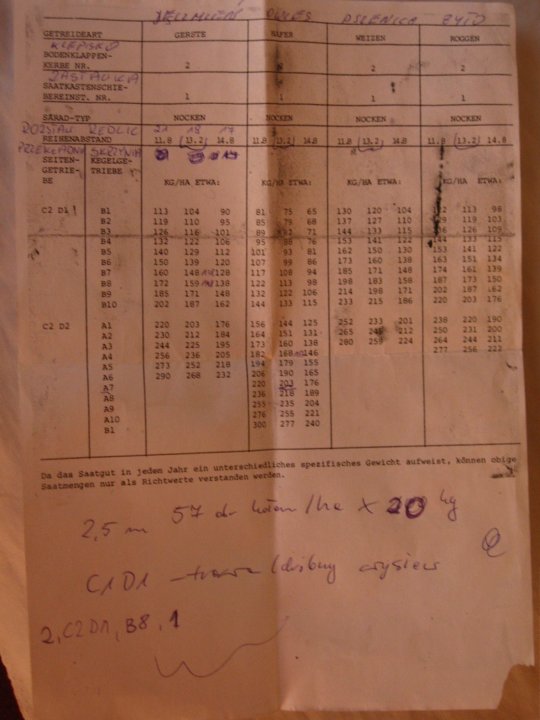 JĘCZMIEŃ OWIES PSZENICA ŻYTO
GETREIDEART GERSTE HAFER WEIZEN ROGGEN
BODENKLAPPEN-
KERBE NR. 2 2 2
ZASTAWKA
SAATKASTENSCHIE-
BEREINST. NR. 1 1 1 1
SÄRAD-TYP NOCKEN NOCKEN NOCKEN NOCKEN
ROZSTAW REDLIC 21 18 17
REIHENABSTAND 11.8 (13.2) 14.8 11.8 (13.2) 14.8 11.8 (13.2) 14.8 11.8 (13.2) 14.8
PRZEKŁADNIA SKRZYNIA
SEITEN- KEGELGE-
GETRIE- TRIEBE KG/HA ETWA: KG/HA ETWA: KG/HA ETWA: KG/HA ETWA:
BE
C2 D1 B1 113 104 90 81 75 65 130 120 104 113 98
B2 119 110 95 85 79 68 137 127 110 119 103
B3 126 116 101 89 71 144 133 115 126 109
B4 132 122 106 95 88 76 153 141 122 144 133 115
B5 140 129 112 101 93 81 162 150 130 153 141 122
B6 150 139 120 107 99 86 173 160 138 163 151 134
B7 160 148 128 117 108 94 185 171 148 174 161 139
B8 172 159 138 122 113 98 198 183 158 187 173 150
B9 185 171 148 132 122 106 214 198 171 202 187 162
B10 202 187 162 144 133 115 233 215 186 220 203 176
C2 D2 A1 220 203 176 156 144 125 252 233 201 238 220 190
A2 230 212 184 164 151 131 265 212 250 231 200
A3 244 225 195 173 160 138 280 259 224 264 244 211
A4 256 236 205 182 168 146 277 256 222
A5 273 252 218 194 179 155
A6 290 268 232 206 190 165
A7 220 203 176
A8 236 218 189
A9 255 235 204
A10 276 255 221
B1 300 277 240
Da das Saatgut in jedem Jahr ein unterschiedliches spezifisches Gewicht aufweist, können obige
Saatmengen nur als Richtwerte verstanden werden.
2,5 m 57 /ha x 20 kg
C1D1
2, C2D1, B8, 1